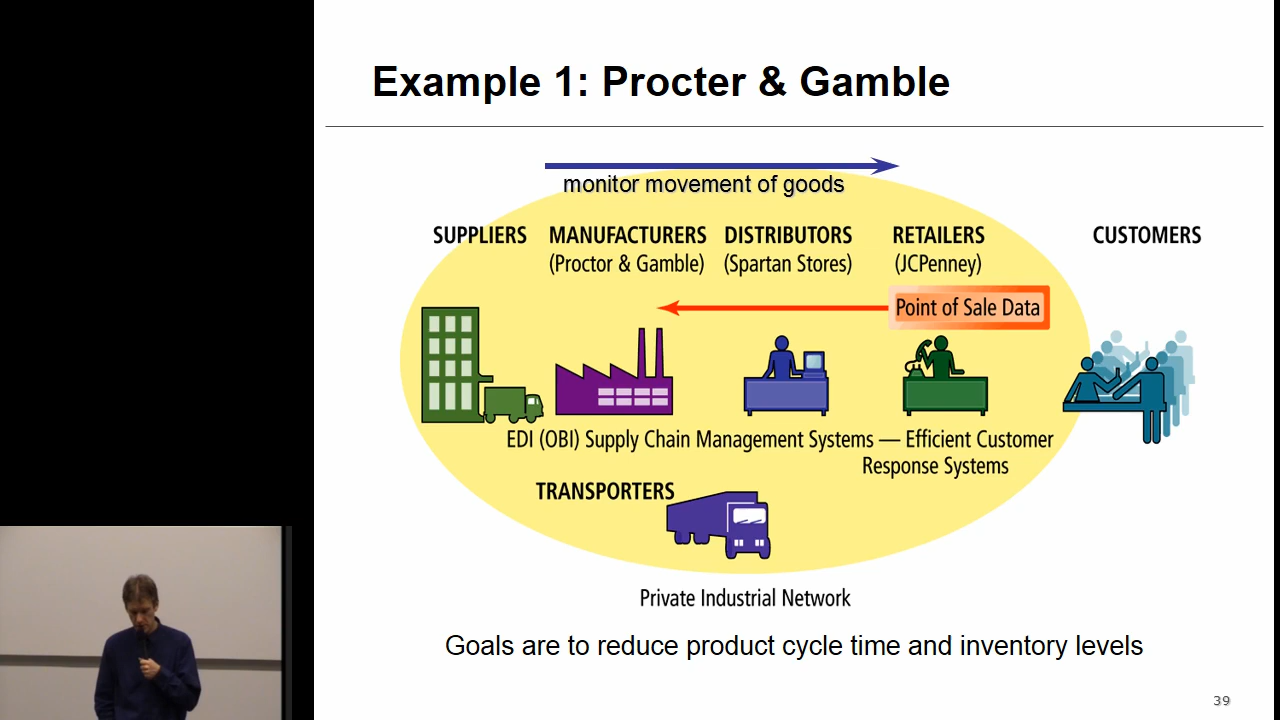 Example 1: Procter & Gamble
monitor movement of goods
SUPPLIERS
MANUFACTURERS
(Proctor & Gamble)
DISTRIBUTORS
(Spartan Stores)
RETAILERS
(JCPenney)
CUSTOMERS
Point of Sale Data
EDI (OBI) Supply Chain Management Systems — Efficient Customer
Response Systems
TRANSPORTERS
Private Industrial Network
Goals are to reduce product cycle time and inventory levels
39